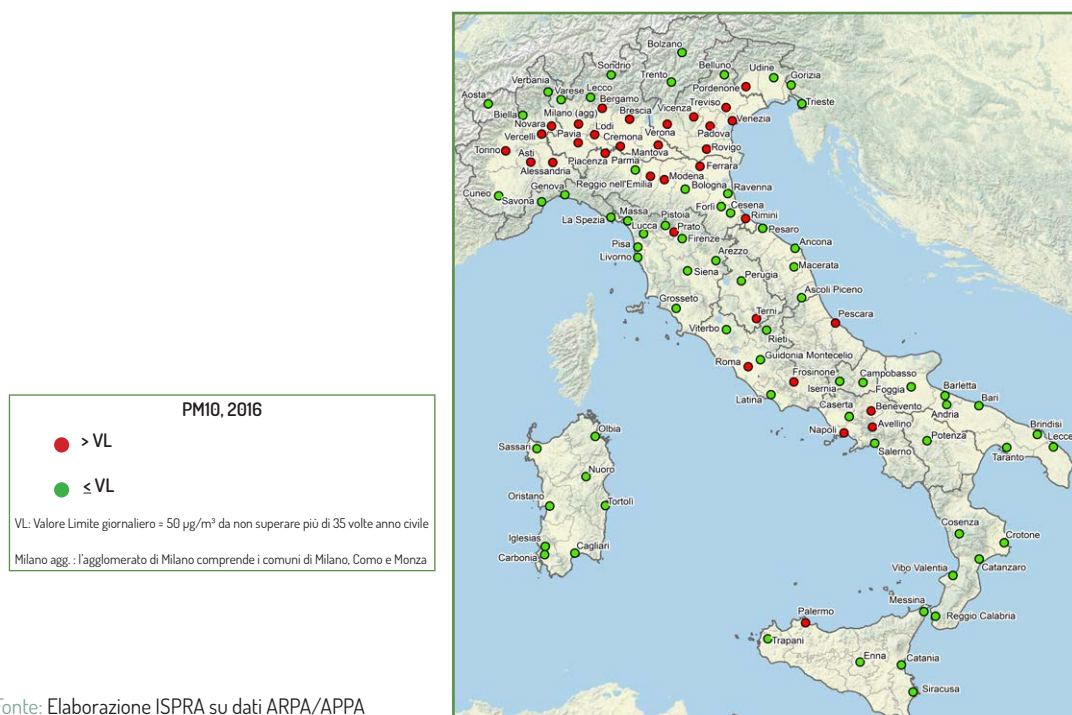 PM10, 2016
> VL
≤ VL
VL: Valore Limite giornaliero = 50 µg/m³ da non superare più di 35 volte anno civile
Milano agg. : l'agglomerato di Milano comprende i comuni di Milano, Como e Monza
Fonte: Elaborazione ISPRA su dati ARPA/APPA
Bolzano
Sondrio
Trento
Belluno
Udine
Gorizia
Pordenone
Trieste
Aosta
Verbania
Varese
Lecco
Bergamo
Biella
Milano (agg)
Brescia
Vicenza
Treviso
Venezia
Novara
Lodi
Vercelli
Pavia
Cremona
Verona
Padova
Torino
Asti
Mantova
Rovigo
Alessandria
Piacenza
Parma
Ferrara
Modena
Cuneo
Savona
Genova
Reggio nell'Emilia
Bologna
Ravenna
Forlì
Cesena
Rimini
La Spezia
Massa
Pistoia
Lucca
Prato
Firenze
Pesaro
Pisa
Livorno
Arezzo
Ancona
Siena
Perugia
Macerata
Grosseto
Ascoli Piceno
Terni
Pescara
Viterbo
Rieti
Roma
Guidonia Montecelio
Frosinone
Isernia
Campobasso
Foggia
Barletta
Bari
Andria
Latina
Caserta
Benevento
Napoli
Avellino
Salerno
Potenza
Brindisi
Lecce
Taranto
Olbia
Sassari
Nuoro
Oristano
Tortolì
Iglesias
Carbonia
Cagliari
Cosenza
Crotone
Catanzaro
Vibo Valentia
Messina
Reggio Calabria
Palermo
Trapani
Enna
Catania
Siracusa